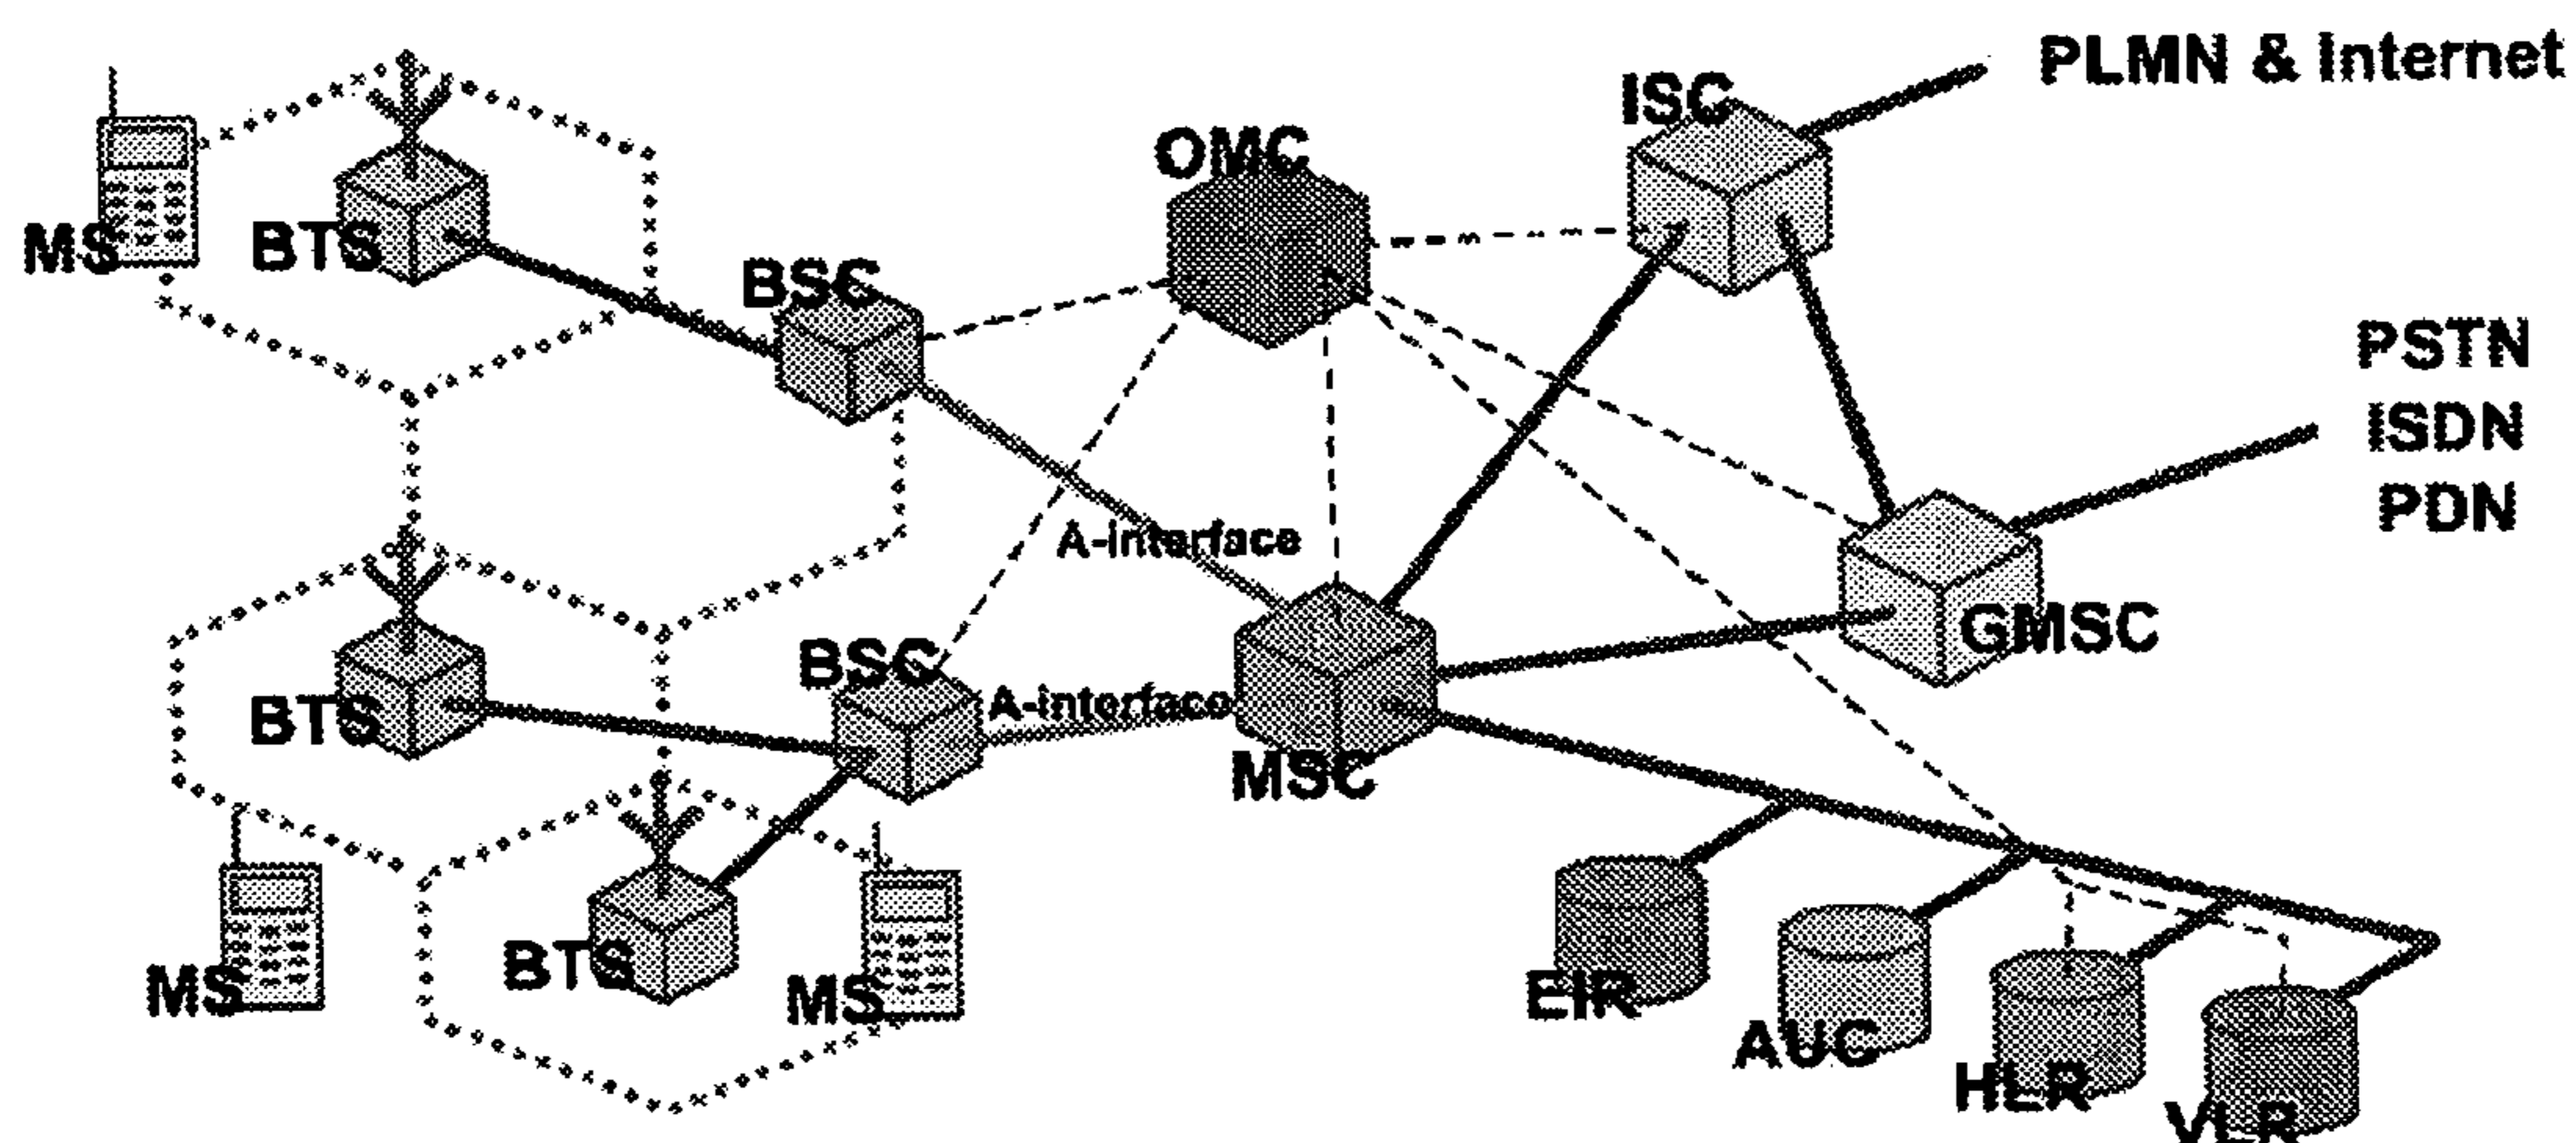 PLMN & Internet
ISC
OMC
MS
BTS
BSC
PSTN
ISDN
PDN
A-interface
GMSC
BSC
BTS
A-interface
MSC
BTS
MS
MS
EIR
AUC
HLR
VLR